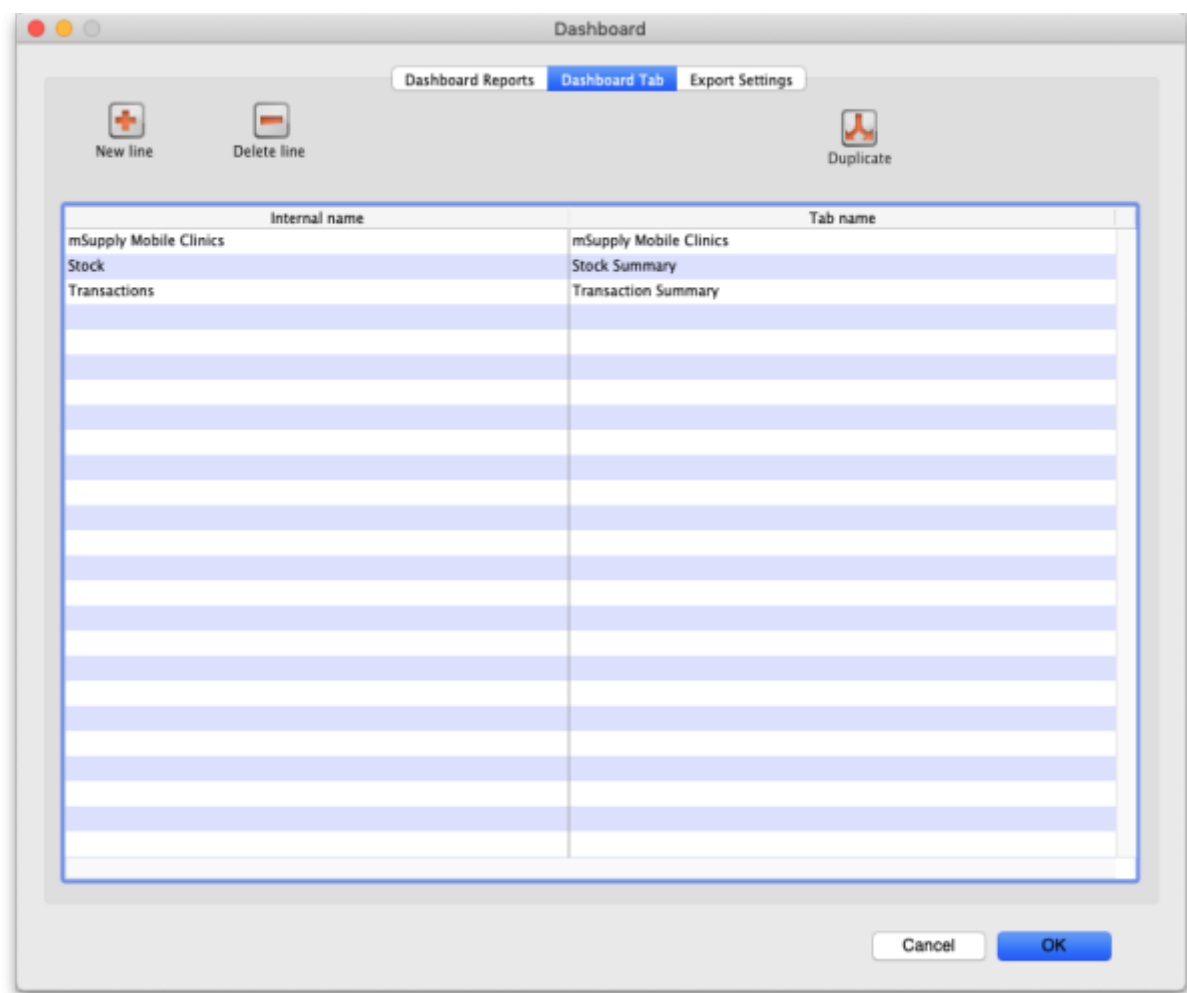 Dashboard
Dashboard Reports Dashboard Tab Export Settings
New line Delete line Duplicate
Internal name Tab name
mSupply Mobile Clinics mSupply Mobile Clinics
Stock Stock Summary
Transactions Transaction Summary
Cancel OK